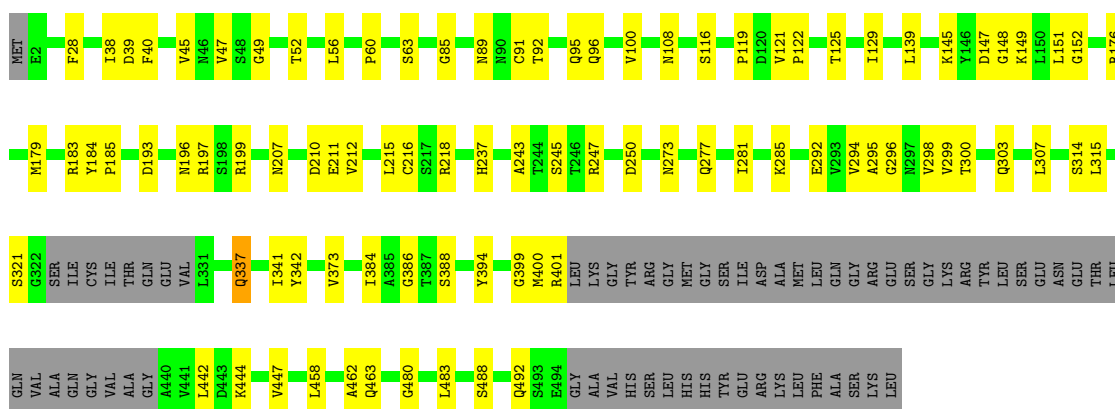 MET E2 F28 I38 D39 F40 V45 N46 V47 S48 G49 T52 L56 P60 S63 G85 N89 N90 C91 T92 Q95 Q96 V100 N108 S116 P119 D120 V121 P122 T125 I129 L139 K145 Y146 D147 G148 K149 L150 L151 G152 R176
M179 R183 Y184 P185 D193 N196 R197 S198 R199 N207 D210 E211 V212 L215 C216 S217 R218 H237 A243 T244 S245 T246 R247 D250 N273 Q277 I281 K285 E292 V293 V294 A295 G296 N297 V298 V299 T300 Q303 L307 S314 L315
S321 G322 SER ILE CYS ILE THR GLN GLU VAL L331 Q337 I341 Y342 V373 I384 A385 G386 T387 S388 Y394 G399 M400 R401 LEU LYS GLY TYR ARG GLY MET GLY SER ILE ASP ALA MET LEU GLN GLY ARG GLU SER GLY LYS ARG TYR LEU SER GLU ASN GLU THR LEU
GLN VAL ALA GLN GLY VAL ALA GLY A440 V441 L442 D443 K444 V447 L458 A462 Q463 G480 L483 S488 Q492 S493 E494 GLY ALA VAL HIS SER LEU HIS HIS TYR GLU ARG LYS LEU PHE ALA SER LYS LEU